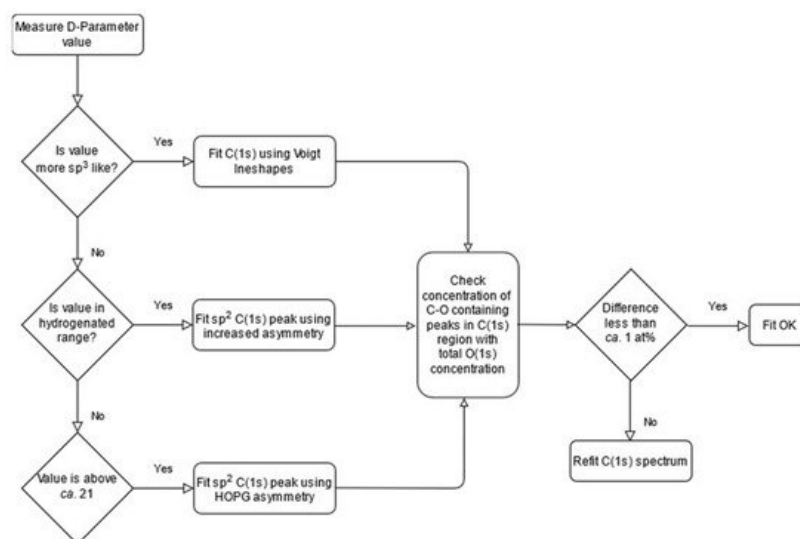 Measure D-Parameter
value
Is value
more sp³ like?
Yes
Fit C(1s) using Voigt
lneshapes
No
Is value in
hydrogenated
range?
Yes
Fit sp² C(1s) peak using
increased asymmetry
No
Value is above
ca. 21
Yes
Fit sp² C(1s) peak using
HOPG asymmetry
Check
concentration of
C-O containing
peaks in C(1s)
region with
total O(1s)
concentration
Difference
less than
ca. 1 at%
Yes
Fit OK
No
Refit C(1s) spectrum